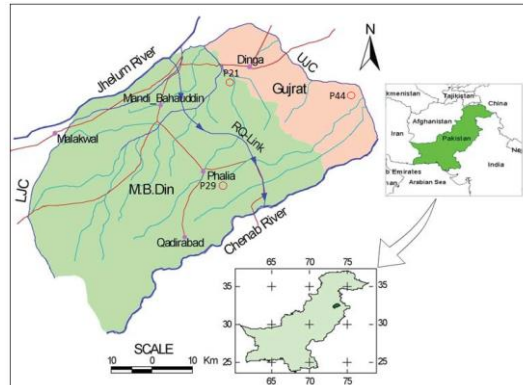 N
Jhelum River
Dinga
UJC
P21
Gujrat
P44
Mandi_Bahauddin
Malakwal
RQ-Link
LJC
Phalia
M.B.Din
P29
Qadirabad
Chenab River
SCALE
10 0 10 Km
Tajikistan
China
Afghanistan
Iran
Pakistan
India
Arabian Sea
65 70 75
35 35
30 30
25 25
65 70 75